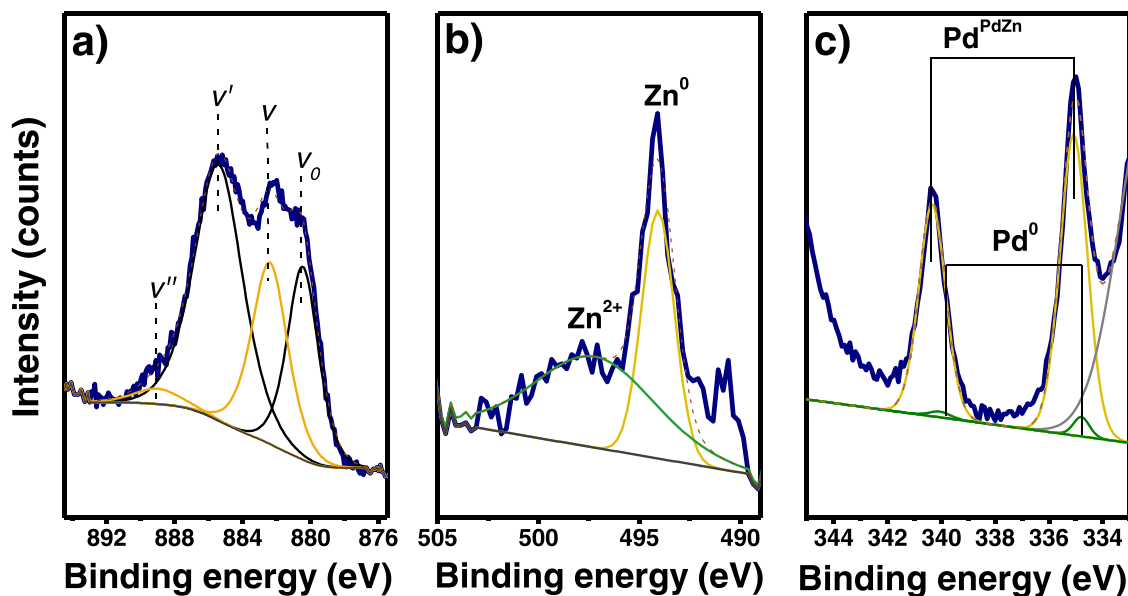 a)
v''
v'
v
v0
892 888 884 880 876
Binding energy (eV)
Intensity (counts)
b)
Zn0
Zn2+
505 500 495 490
Binding energy (eV)
c)
PdPdZn
Pd0
344 342 340 338 336 334
Binding energy (eV)